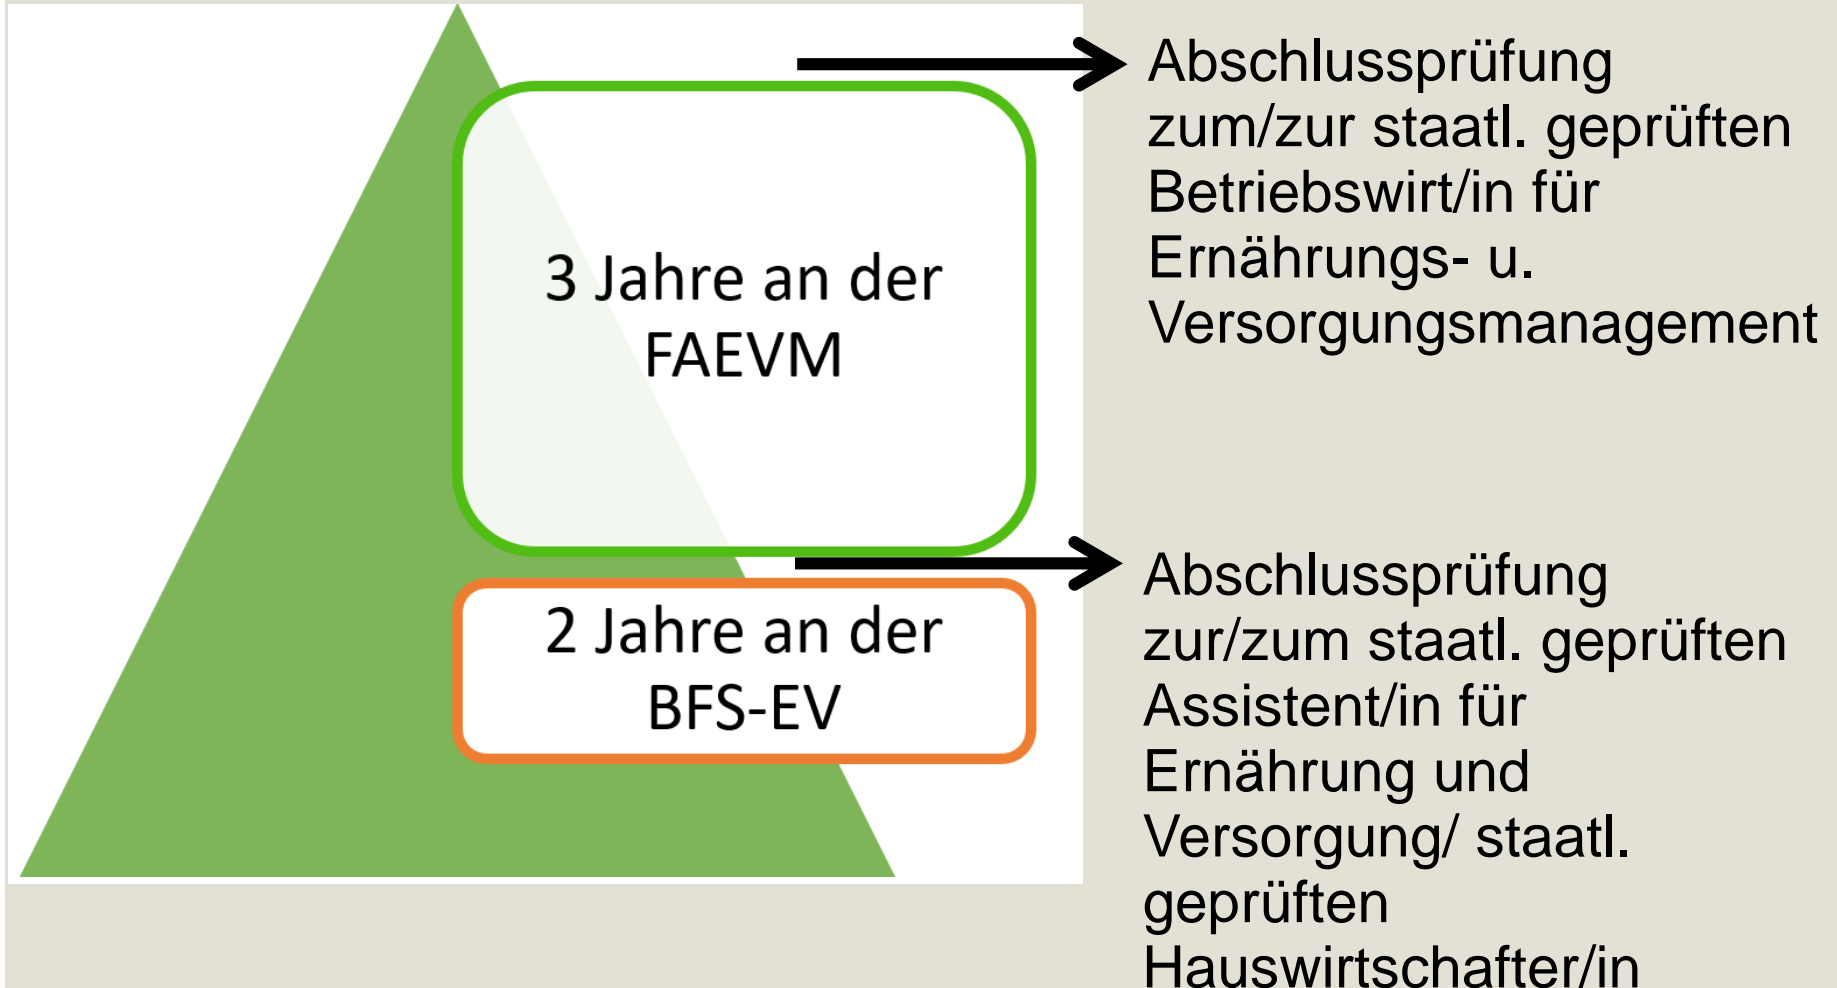 Abschlussprüfung
zum/zur staatl. geprüften
Betriebswirt/in für
Ernährungs- u.
Versorgungsmanagement
3 Jahre an der
FAEVM
2 Jahre an der
BFS-EV
Abschlussprüfung
zur/zum staatl. geprüften
Assistent/in für
Ernährung und
Versorgung/ staatl.
geprüften
Hauswirtschafter/in